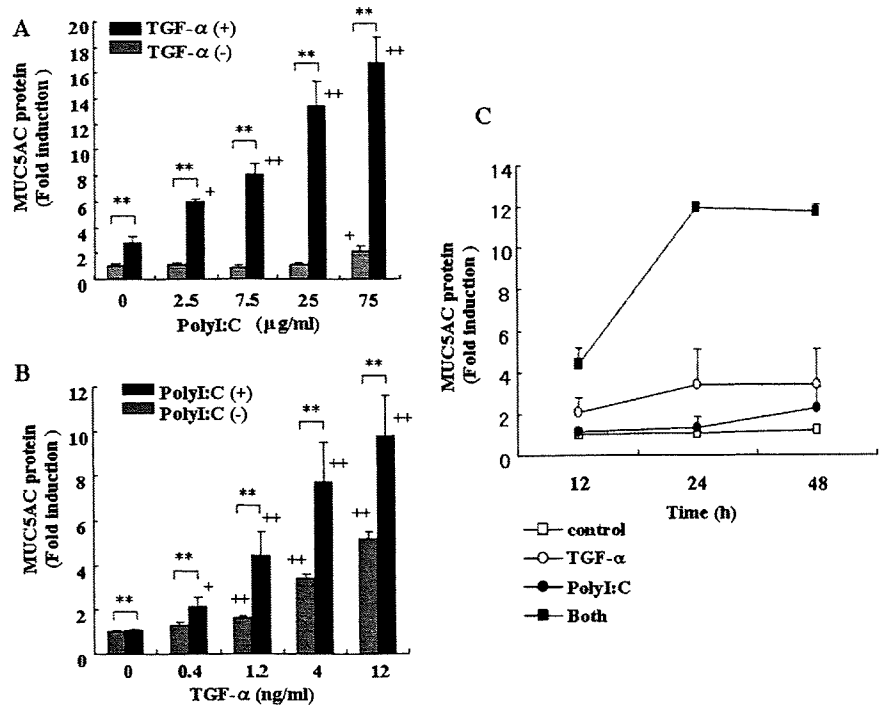 A
MUC5AC protein
(Fold induction )
20
18
16
14
12
10
8
6
4
2
0
TGF-α (+)
TGF-α (-)
**
**
**
**
**
+
++
++
+
++
0 2.5 7.5 25 75
PolyI:C (μg/ml)
B
MUC5AC protein
(Fold induction )
12
10
8
6
4
2
0
PolyI:C (+)
PolyI:C (-)
**
**
**
**
**
+
++
++
++
++
++
++
0 0.4 1.2 4 12
TGF-α (ng/ml)
C
MUC5AC protein
(Fold induction )
14
12
10
8
6
4
2
0
12 24 48
Time (h)
control
TGF-α
PolyI:C
Both